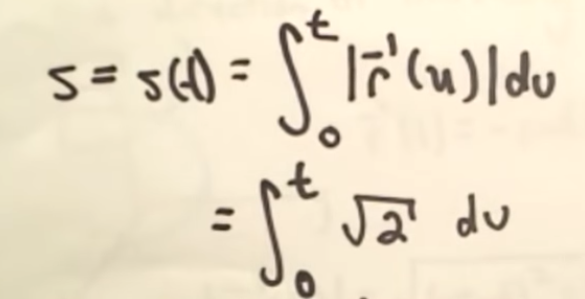 s = s(t) = ∫₀ᵗ |r̄'(u)| du
= ∫₀ᵗ √2 du